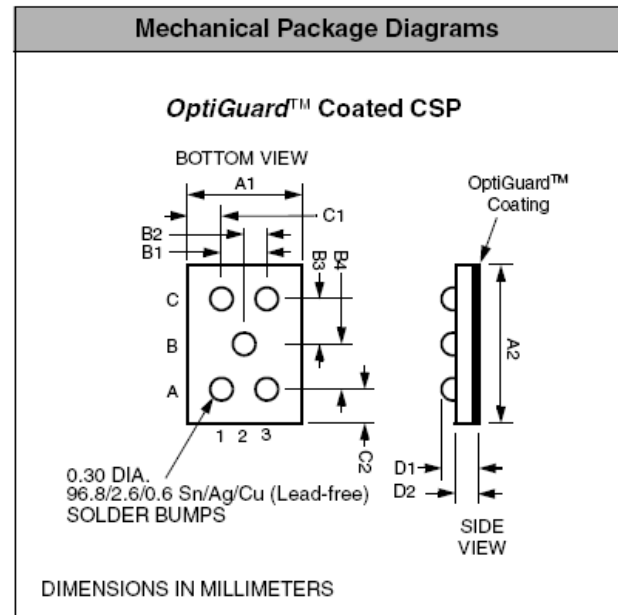 Mechanical Package Diagrams
OptiGuard™ Coated CSP
BOTTOM VIEW
A1
OptiGuard™
Coating
C1
B2
B1
B3
B4
C
B
A
1 2 3
C2
A2
D1
D2
0.30 DIA.
96.8/2.6/0.6 Sn/Ag/Cu (Lead-free)
SOLDER BUMPS
SIDE
VIEW
DIMENSIONS IN MILLIMETERS